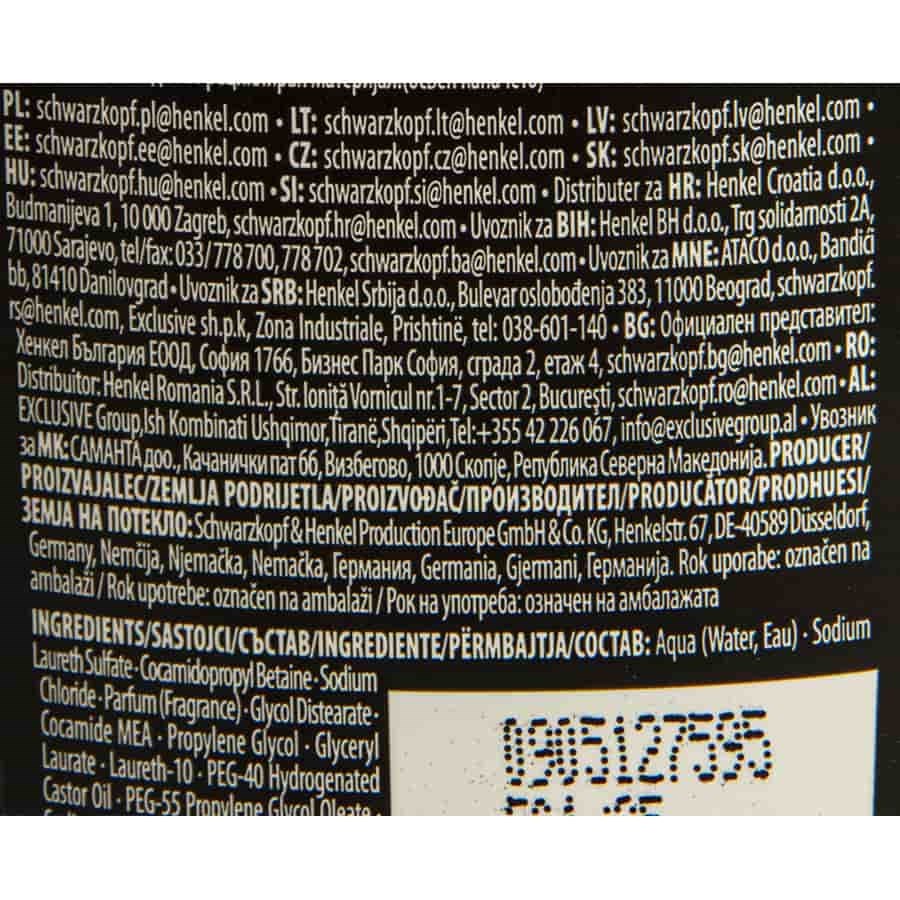 материјал.(освен
PL: schwarzkopf.pl@henkel.com • LT: schwarzkopf.lt@henkel.com • LV: schwarzkopf.lv@henkel.com •
EE: schwarzkopf.ee@henkel.com • CZ: schwarzkopf.cz@henkel.com • SK: schwarzkopf.sk@henkel.com •
HU: schwarzkopf.hu@henkel.com • SI: schwarzkopf.si@henkel.com • Distributer za HR: Henkel Croatia d.o.o.,
Budmanijeva 1, 10 000 Zagreb, schwarzkopf.hr@henkel.com • Uvoznik za BIH: Henkel BH d.o.o., Trg solidarnosti 2A,
71000 Sarajevo, tel/fax: 033/ 778 700, 778 702, schwarzkopf.ba@henkel.com • Uvoznik za MNE: ATACO d.o.o., Bandići
bb, 81410 Danilovgrad • Uvoznik za SRB: Henkel Srbija d.o.o., Bulevar oslobođenja 383, 11000 Beograd, schwarzkopf.
rs@henkel.com, Exclusive sh.p.k, Zona Industriale, Prishtinë, tel: 038-601-140 • BG: Официален представител:
Хенкел България ЕООД, София 1766, Бизнес Парк София, сграда 2, етаж 4, schwarzkopf.bg@henkel.com • RO:
Distribuitor: Henkel Romania S.R.L., Str. Ioniţă Vornicul nr.1-7, Sector 2, Bucureşti, schwarzkopf.ro@henkel.com • AL:
EXCLUSIVE Group,Ish Kombinati Ushqimor,Tiranë,Shqipëri,Tel:+355 42 226 067, info@exclusivegroup.al • Увозник
за МК: САМАНТА доо., Качанички пат 66, Визбегово, 1000 Скопје, Република Северна Македонија. PRODUCER/
PROIZVAJALEC/ZEMLJA PODRIJETLA/PROIZVOĐAČ/ПРОИЗВОДИТЕЛ/PRODUCĂTOR/PRODHUESI/
ЗЕМЈА НА ПОТЕКЛО: Schwarzkopf & Henkel Production Europe GmbH & Co. KG, Henkelstr. 67, DE-40589 Düsseldorf,
Germany, Nemčija, Njemačka, Nemačka, Германия, Germania, Gjermani, Германија. Rok uporabe: označen na
ambalaži / Rok upotrebe: označen na ambalaži / Рок на употреба: означен на амбалажата
INGREDIENTS/SASTOJCI/СЪСТАВ/INGREDIENTE/PËRMBAJTJA/СОСТАВ: Aqua (Water, Eau) · Sodium
Laureth Sulfate · Cocamidopropyl Betaine · Sodium
Chloride · Parfum (Fragrance) · Glycol Distearate ·
Cocamide MEA · Propylene Glycol · Glyceryl
Laurate · Laureth-10 · PEG-40 Hydrogenated
Castor Oil · PEG-55 Propylene Glycol Oleate ·
0905127595